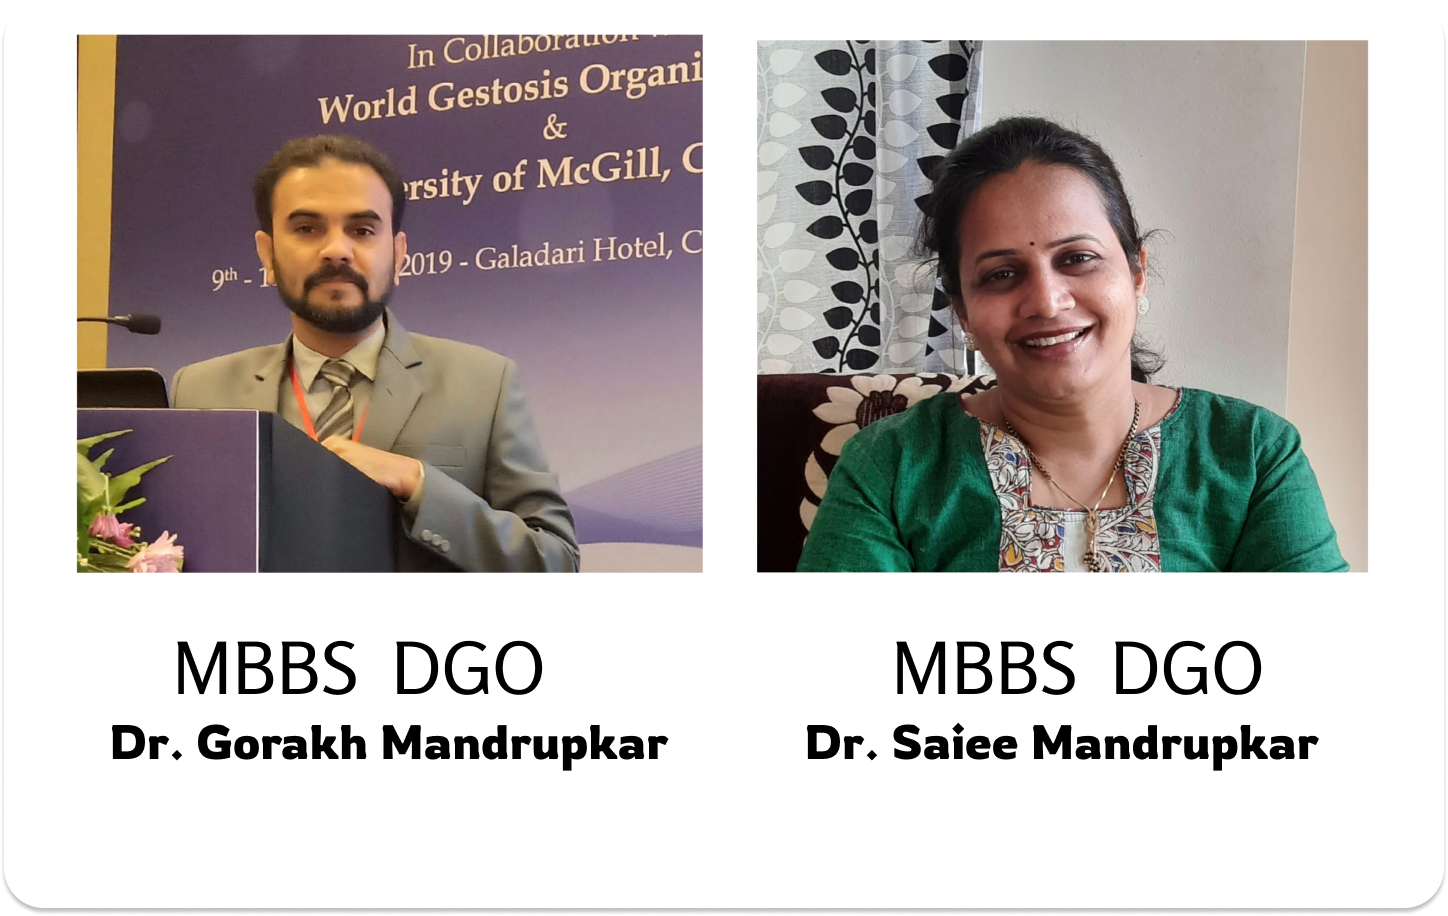 In Collaboration
World Gestosis Organi
&
ersity of McGill, C
9th - 1 2019 - Galadari Hotel, C
MBBS DGO
MBBS DGO
Dr. Gorakh Mandrupkar
Dr. Saiee Mandrupkar